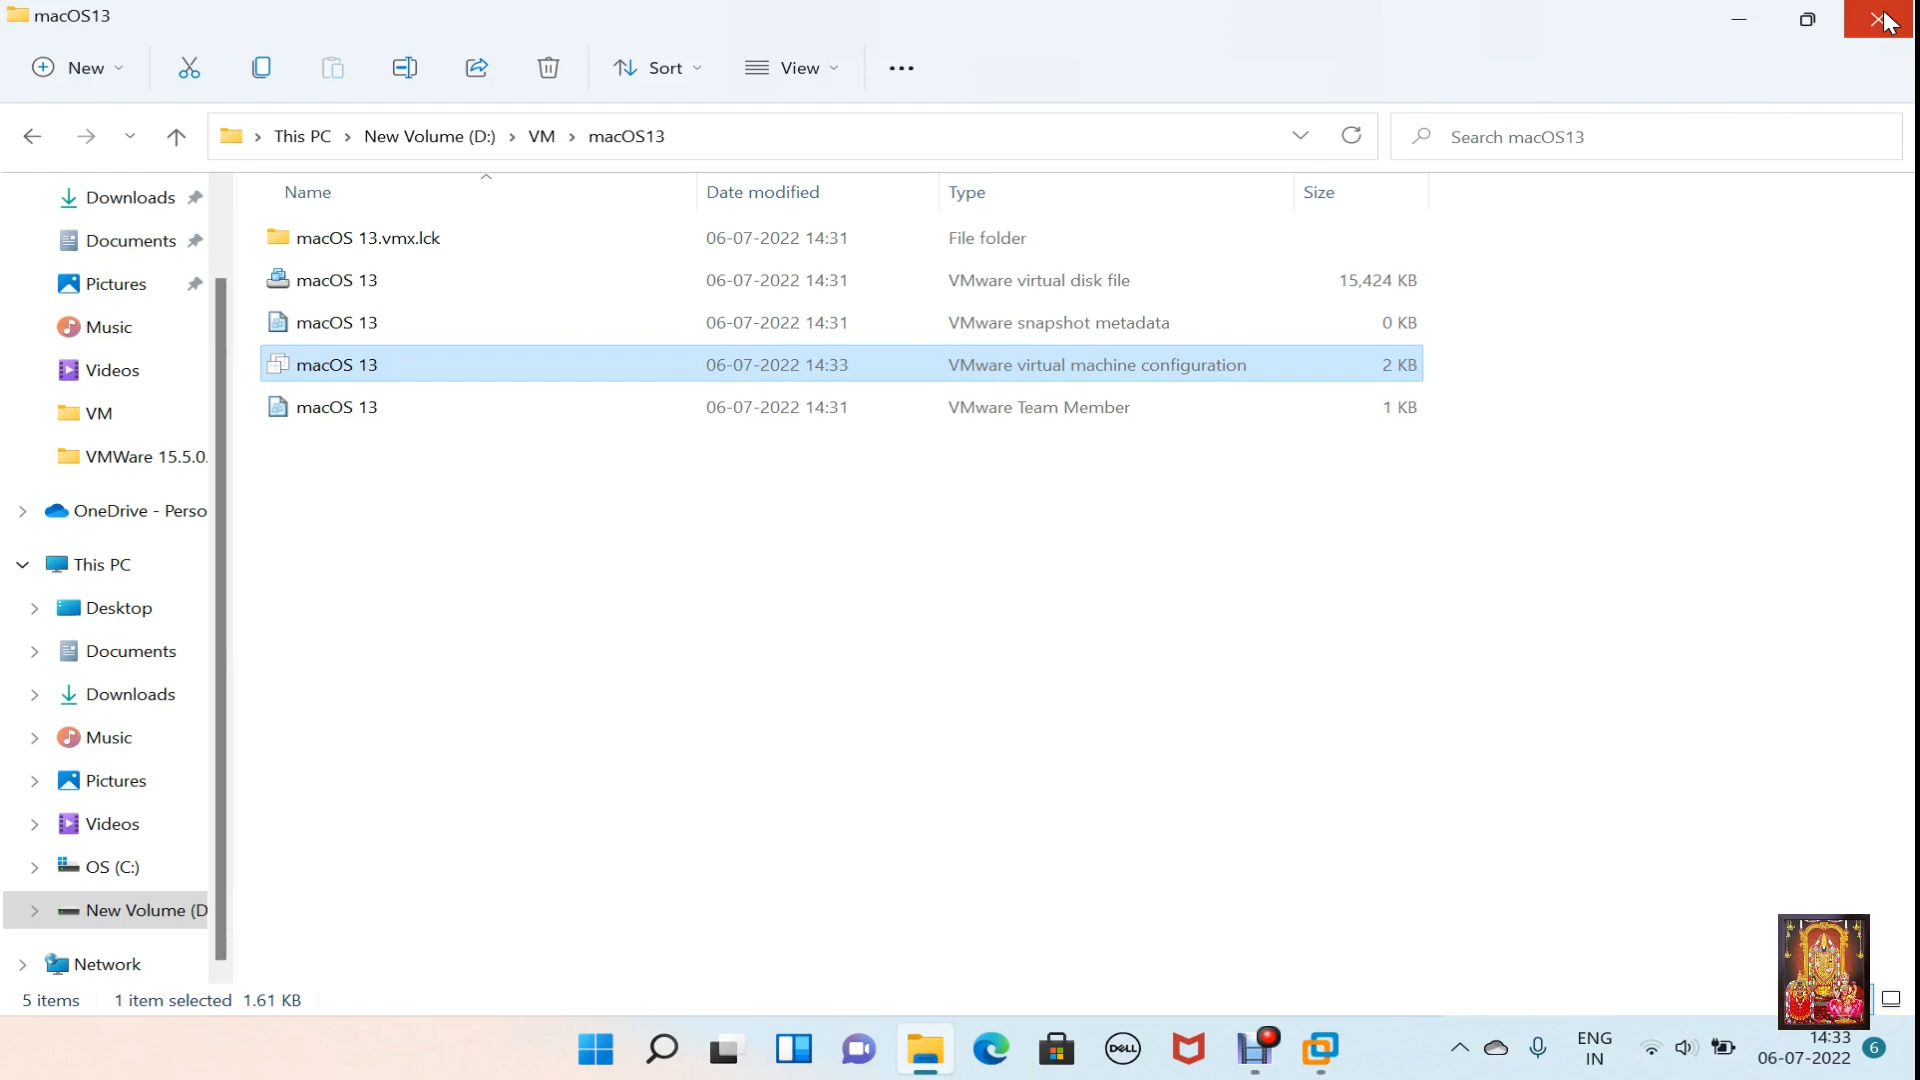 macOS13
New
Sort
View
This PC > New Volume (D:) > VM > macOS13
Search macOS13
Name Date modified Type Size
macOS 13.vmx.lck 06-07-2022 14:31 File folder
macOS 13 06-07-2022 14:31 VMware virtual disk file 15,424 KB
macOS 13 06-07-2022 14:31 VMware snapshot metadata 0 KB
macOS 13 06-07-2022 14:33 VMware virtual machine configuration 2 KB
macOS 13 06-07-2022 14:31 VMware Team Member 1 KB
Downloads
Documents
Pictures
Music
Videos
VM
VMWare 15.5.0.
OneDrive - Perso
This PC
Desktop
Documents
Downloads
Music
Pictures
Videos
OS (C:)
New Volume (D
Network
5 items 1 item selected 1.61 KB
DELL
ENG
IN
14:33
06-07-2022
6